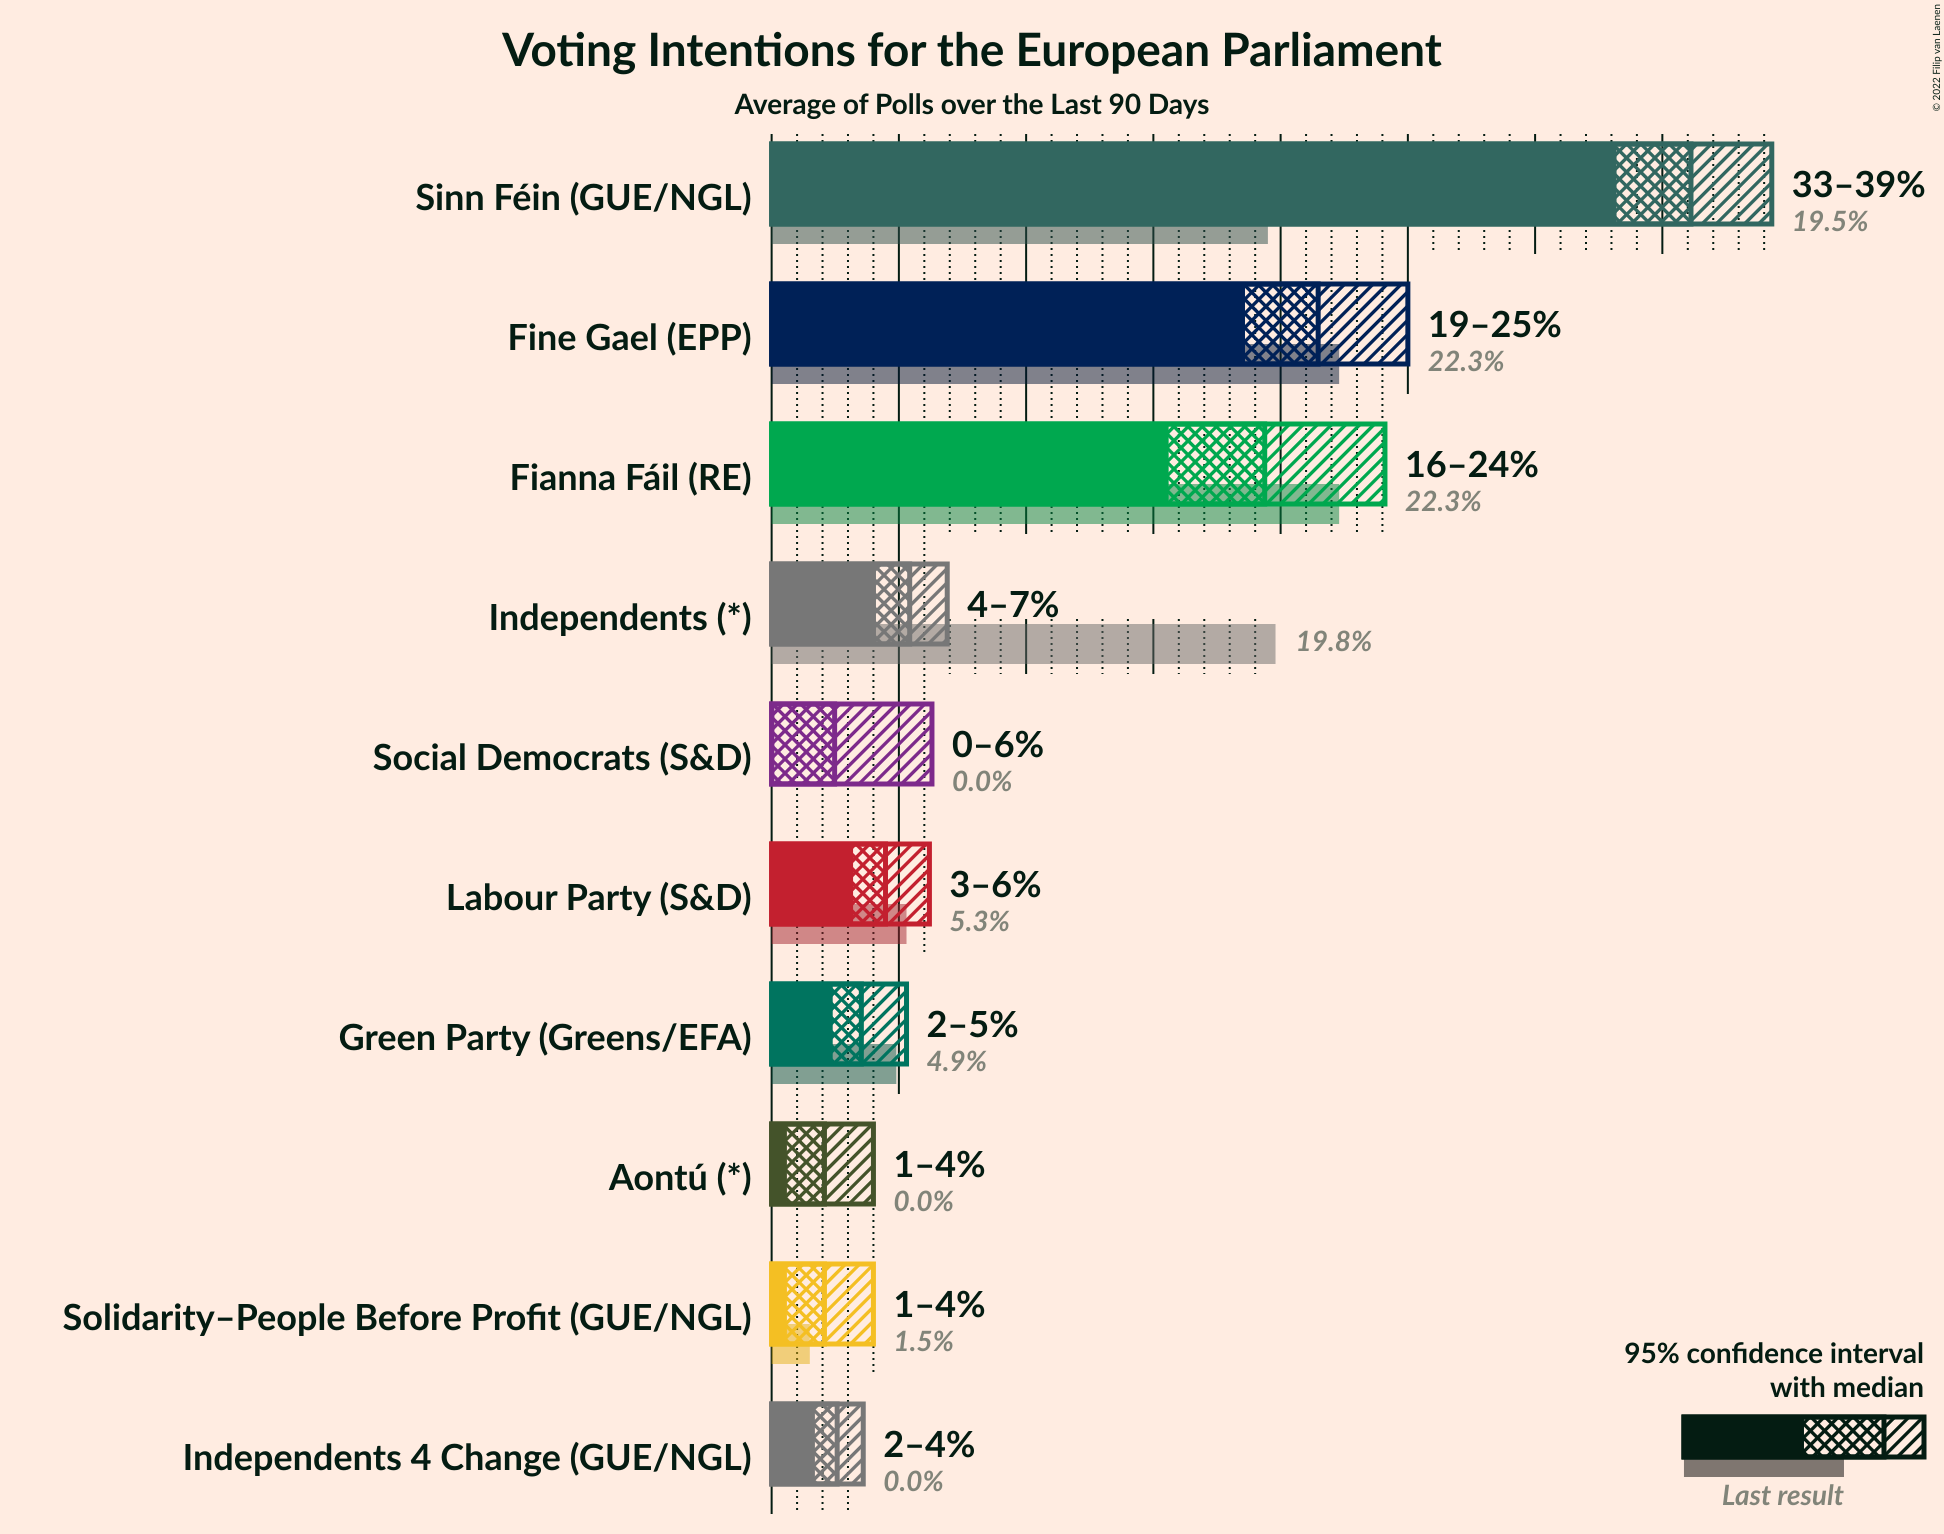 Voting Intentions for the European Parliament
Average of Polls over the Last 90 Days
© 2022 Filip van Laenen
Sinn Féin (GUE/NGL)
33–39%
19.5%
Fine Gael (EPP)
19–25%
22.3%
Fianna Fáil (RE)
16–24%
22.3%
Independents (*)
4–7%
19.8%
Social Democrats (S&D)
0–6%
0.0%
Labour Party (S&D)
3–6%
5.3%
Green Party (Greens/EFA)
2–5%
4.9%
Aontú (*)
1–4%
0.0%
Solidarity–People Before Profit (GUE/NGL)
1–4%
1.5%
Independents 4 Change (GUE/NGL)
2–4%
0.0%
95% confidence interval
with median
Last result